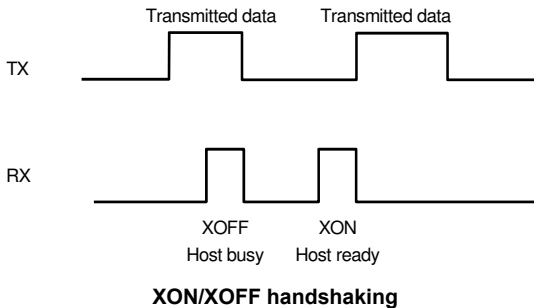 Transmitted data Transmitted data
TX
RX
XOFF XON
Host busy Host ready
XON/XOFF handshaking